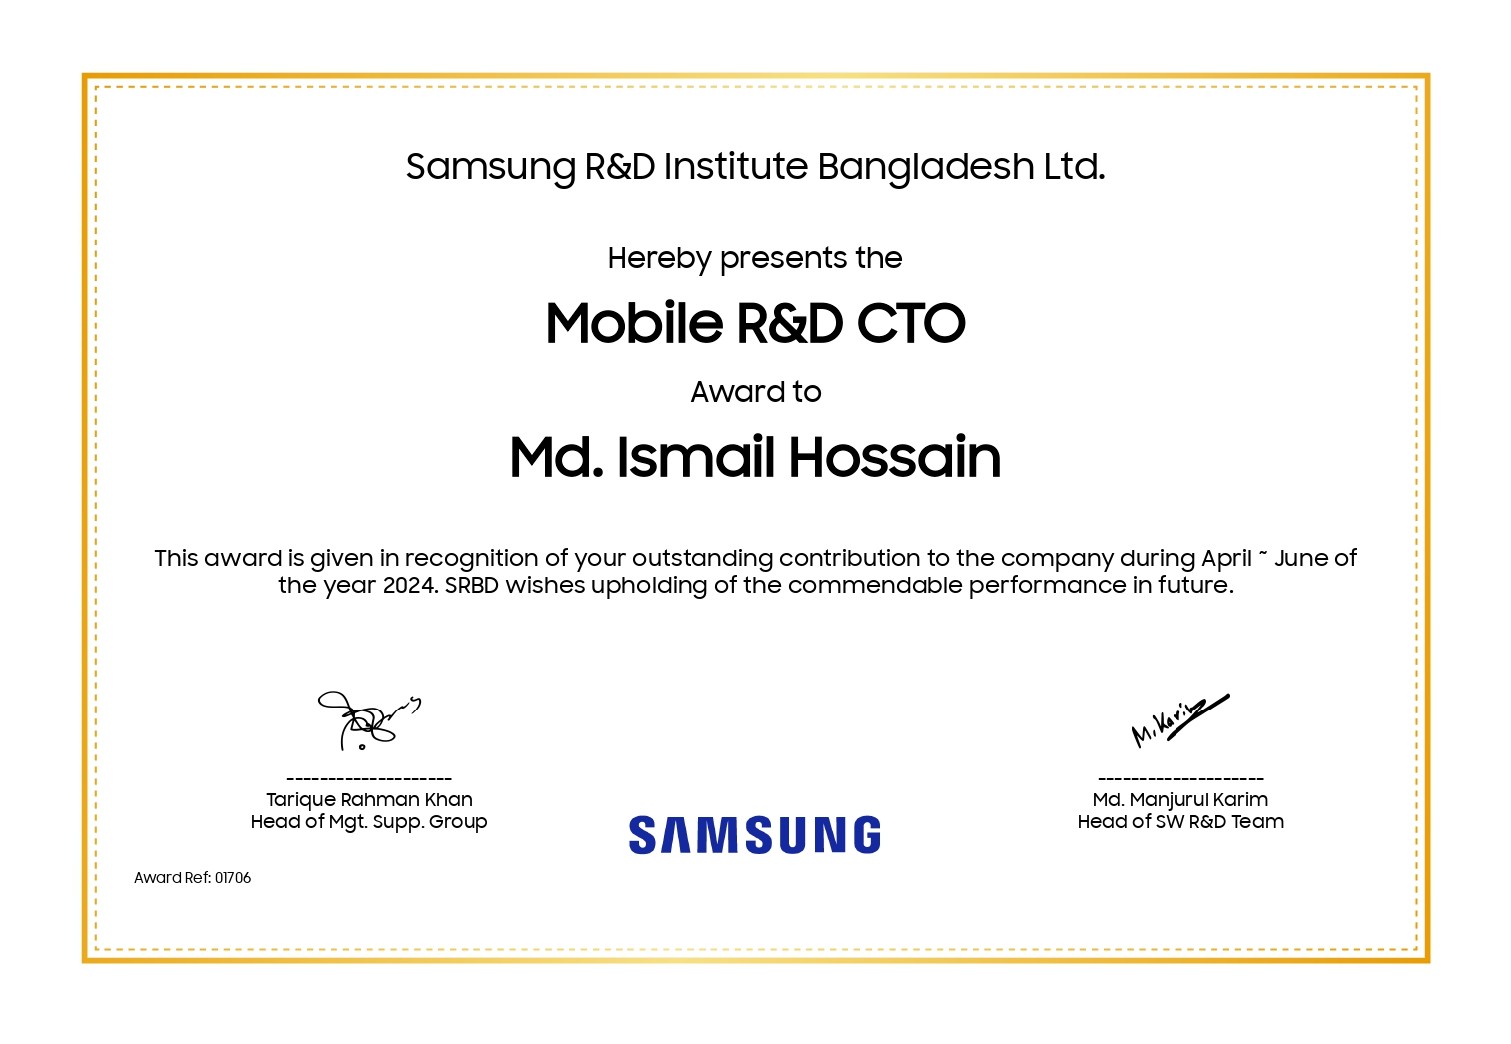 Samsung R&D Institute Bangladesh Ltd.
Hereby presents the
Mobile R&D CTO
Award to
Md. Ismail Hossain
This award is given in recognition of your outstanding contribution to the company during April ~ June of
the year 2024. SRBD wishes upholding of the commendable performance in future.
M. Karim
--------------------
--------------------
Tarique Rahman Khan
Md. Manjurul Karim
Head of Mgt. Supp. Group
Head of SW R&D Team
SAMSUNG
Award Ref: 01706